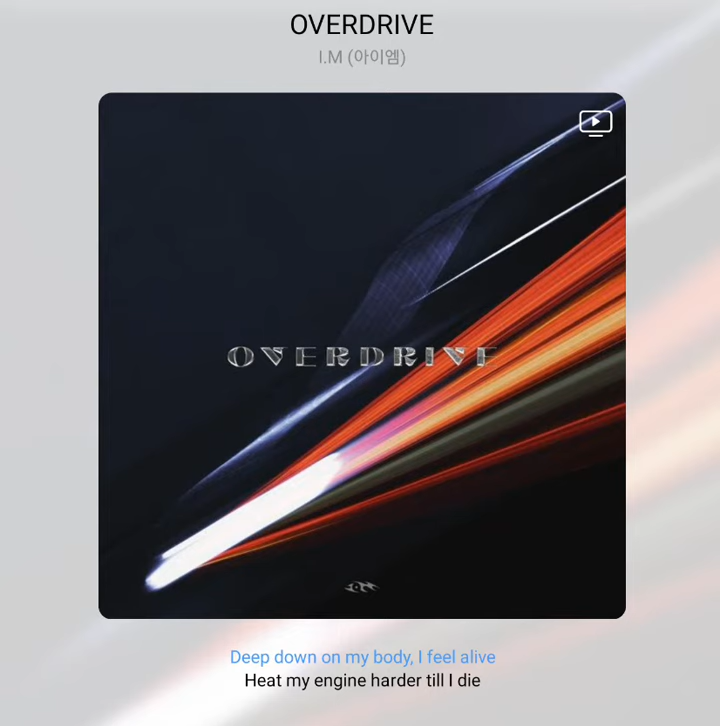 OVERDRIVE
I.M (아이엠)
OVERDRIVE
Deep down on my body, I feel alive
Heat my engine harder till I die